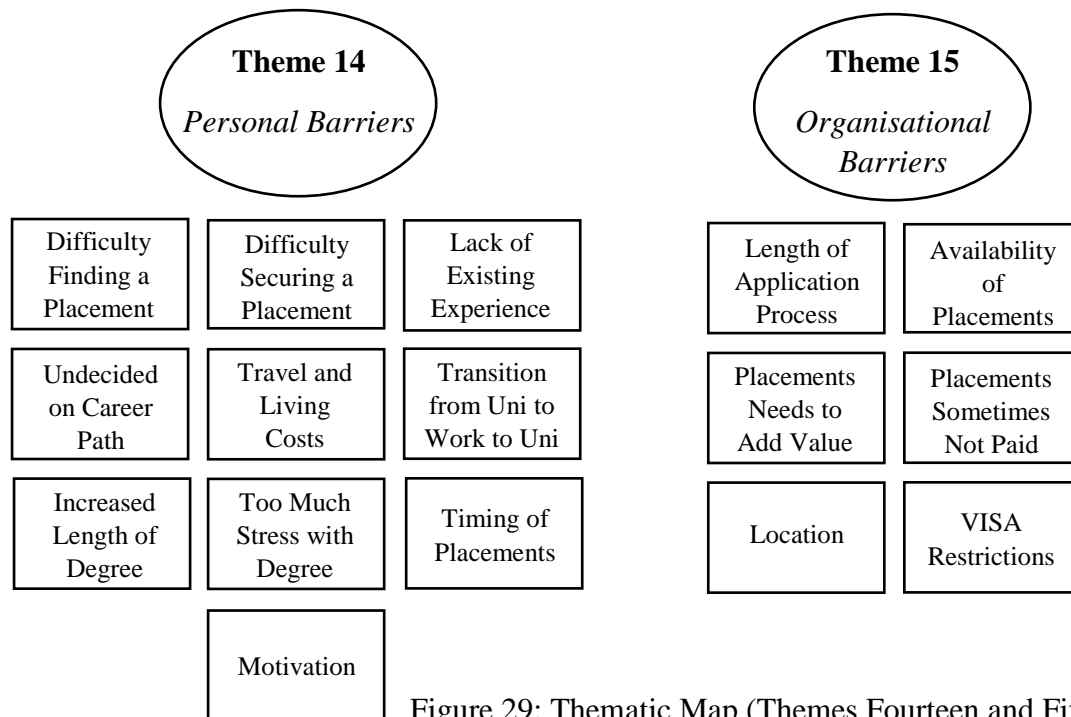 Theme 14
Personal Barriers
Difficulty
Finding a
Placement
Difficulty
Securing a
Placement
Lack of
Existing
Experience
Undecided
on Career
Path
Travel and
Living
Costs
Transition
from Uni to
Work to Uni
Increased
Length of
Degree
Too Much
Stress with
Degree
Timing of
Placements
Motivation
Theme 15
Organisational
Barriers
Length of
Application
Process
Availability
of
Placements
Placements
Needs to
Add Value
Placements
Sometimes
Not Paid
Location
VISA
Restrictions
Figure 29: Thematic Map (Themes Fourteen and